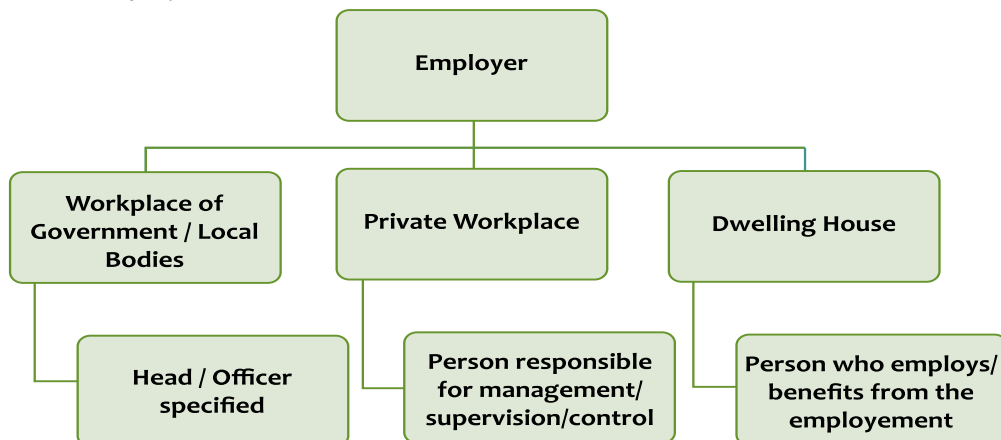 Employer
Workplace of
Government / Local
Bodies
Private Workplace
Dwelling House
Head / Officer
specified
Person responsible
for management/
supervision/control
Person who employs/
benefits from the
employement